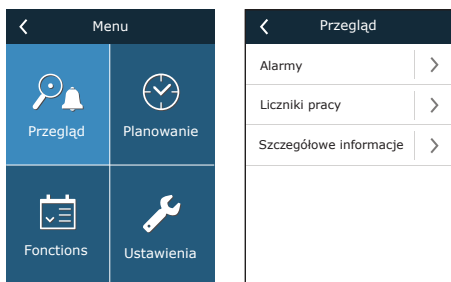 Menu
Przegląd
Planowanie
Fonctions
Ustawienia
Przegląd
Alarmy
Liczniki pracy
Szczegółowe informacje